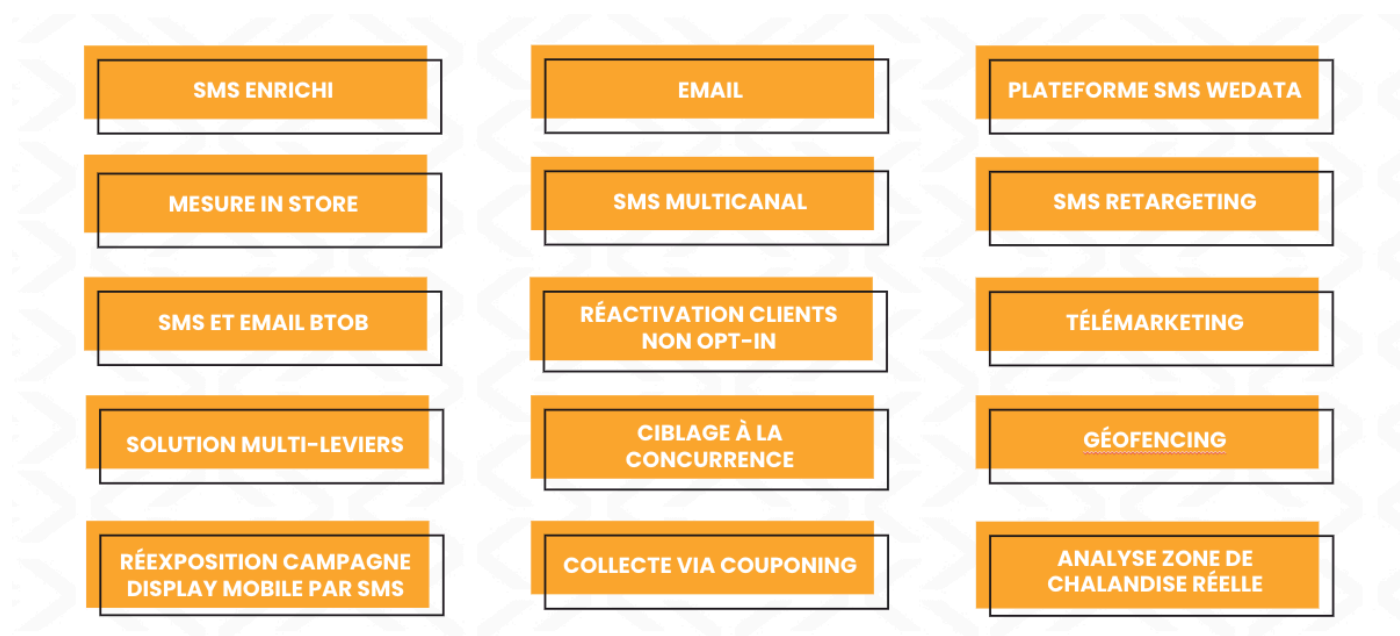 SMS ENRICHI
EMAIL
PLATEFORME SMS WEDATA
MESURE IN STORE
SMS MULTICANAL
SMS RETARGETING
SMS ET EMAIL BTOB
RÉACTIVATION CLIENTS
NON OPT-IN
TÉLÉMARKETING
SOLUTION MULTI-LEVIERS
CIBLAGE À LA
CONCURRENCE
GÉOFENCING
RÉEXPOSITION CAMPAGNE
DISPLAY MOBILE PAR SMS
COLLECTE VIA COUPONING
ANALYSE ZONE DE
CHALANDISE RÉELLE